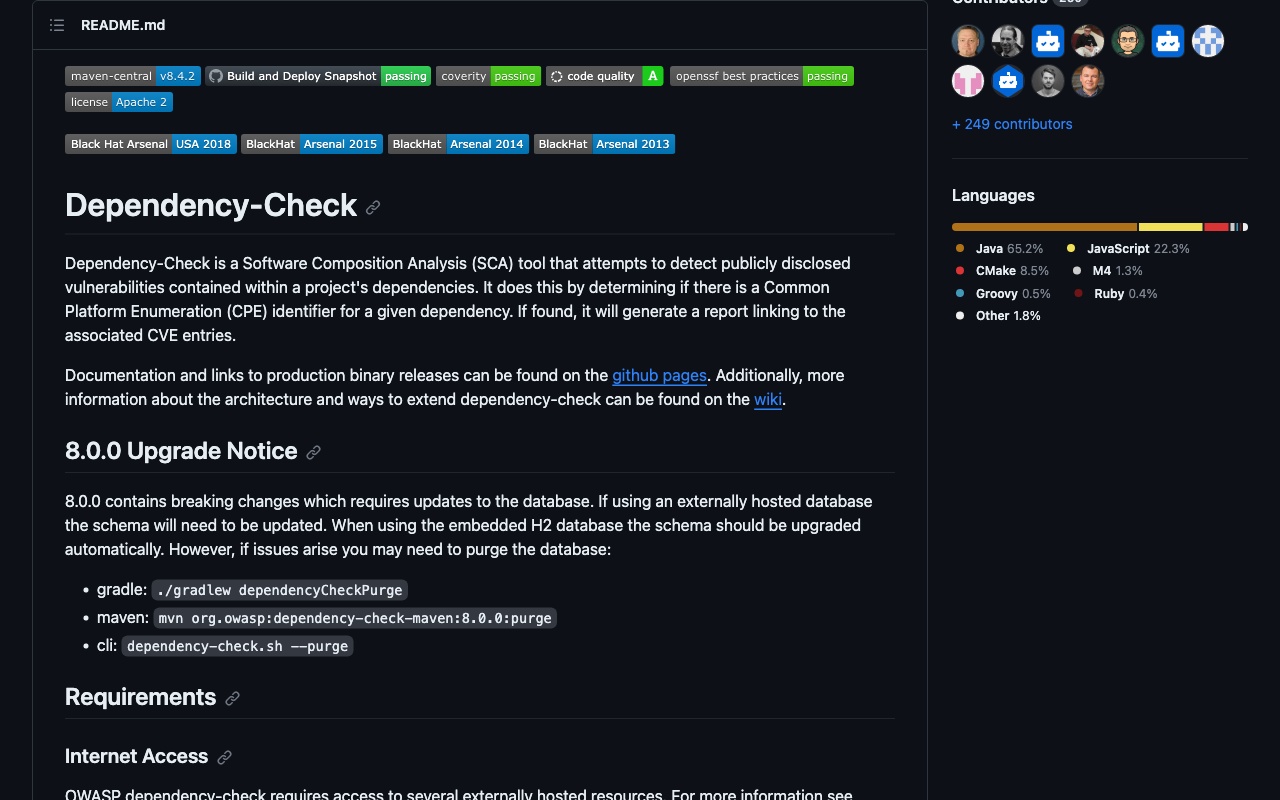 README.md
maven-central v8.4.2 Build and Deploy Snapshot passing coverity passing code quality A openssf best practices passing
license Apache 2
Black Hat Arsenal USA 2018 BlackHat Arsenal 2015 BlackHat Arsenal 2014 BlackHat Arsenal 2013
Dependency-Check
Dependency-Check is a Software Composition Analysis (SCA) tool that attempts to detect publicly disclosed
vulnerabilities contained within a project's dependencies. It does this by determining if there is a Common
Platform Enumeration (CPE) identifier for a given dependency. If found, it will generate a report linking to the
associated CVE entries.
Documentation and links to production binary releases can be found on the github pages. Additionally, more
information about the architecture and ways to extend dependency-check can be found on the wiki.
8.0.0 Upgrade Notice
8.0.0 contains breaking changes which requires updates to the database. If using an externally hosted database
the schema will need to be updated. When using the embedded H2 database the schema should be upgraded
automatically. However, if issues arise you may need to purge the database:
• gradle: ./gradlew dependencyCheckPurge
• maven: mvn org.owasp:dependency-check-maven:8.0.0:purge
• cli: dependency-check.sh --purge
Requirements
Internet Access
OWASP dependency-check requires access to several externally hosted resources. For more information see
Contributors
+ 249 contributors
Languages
Java 65.2% JavaScript 22.3%
CMake 8.5% M4 1.3%
Groovy 0.5% Ruby 0.4%
Other 1.8%